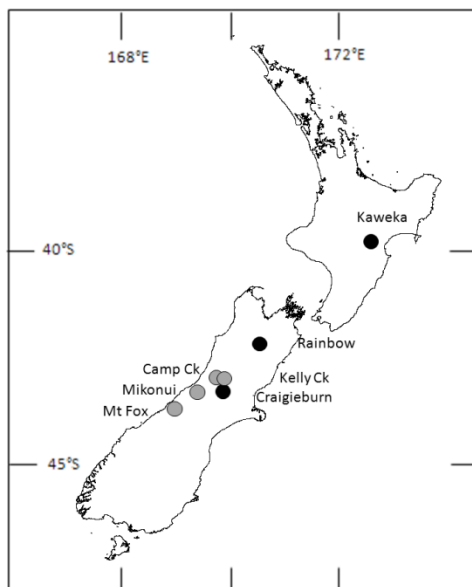 168°E
172°E
Kaweka
40°S
Rainbow
Camp Ck
Kelly Ck
Mikonui
Craigieburn
Mt Fox
45°S